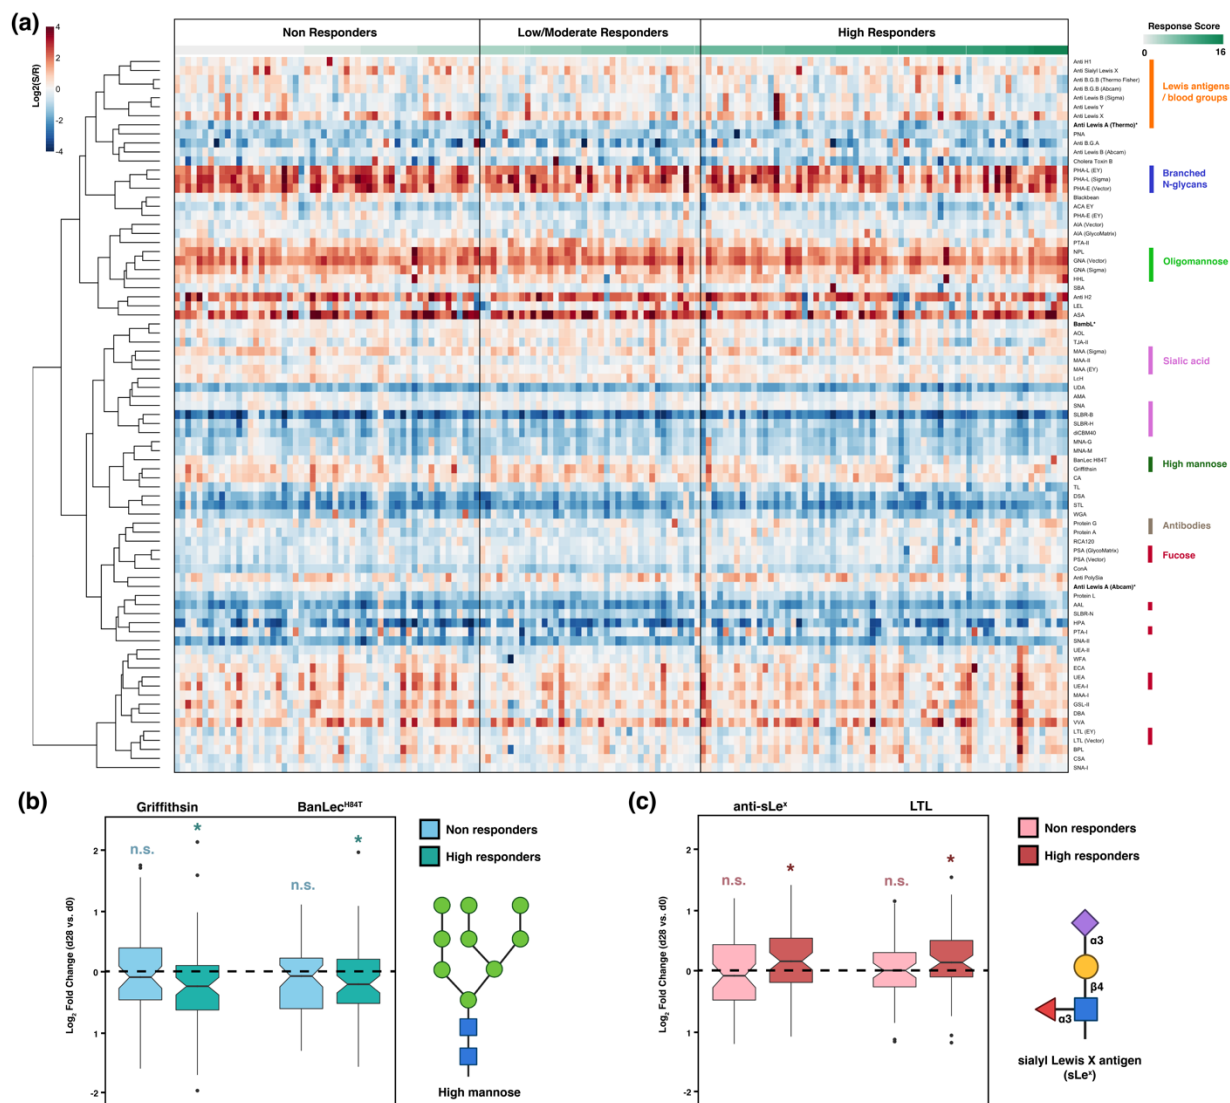 (a)
4
2
0
-2
-4
Log2(S/R)
Non Responders
Low/Moderate Responders
High Responders
Response Score
0
16
Anti H1
Anti Sialyl Lewis X
Anti B.G.B (Thermo Fisher)
Anti B.G.B (Abcam)
Anti Lewis B (Sigma)
Anti Lewis Y
Anti Lewis X
Anti Lewis A (Thermo)*
PNA
Anti B.G.A
Anti Lewis B (Abcam)
Cholera Toxin B
PHA-L (EY)
PHA-L (Sigma)
PHA-E (Vector)
Blackbean
ACA EY
PHA-E (EY)
AIA (Vector)
AIA (GlycoMatrix)
PTA-II
NPL
GNA (Vector)
GNA (Sigma)
HHL
SBA
Anti H2
LEL
ASA
BambL*
AOL
TJA-II
MAA (Sigma)
MAA-II
MAA (EY)
LcH
UDA
AMA
SNA
SLBR-B
SLBR-H
diCBM40
MNA-G
MNA-M
BanLec H84T
Griffithsin
CA
TL
DSA
STL
WGA
Protein G
Protein A
RCA120
PSA (GlycoMatrix)
PSA (Vector)
ConA
Anti PolySia
Anti Lewis A (Abcam)*
Protein L
AAL
SLBR-N
HPA
PTA-I
SNA-II
UEA-II
WFA
ECA
UEA
UEA-I
MAA-I
GSL-II
DBA
VVA
LTL (EY)
LTL (Vector)
BPL
CSA
SNA-I
Lewis antigens
/ blood groups
Branched
N-glycans
Oligomannose
Sialic acid
High mannose
Antibodies
Fucose
(b)
Griffithsin
BanLecH84T
n.s.
*
n.s.
*
2
1
0
1
-2
Log2 Fold Change (d28 vs. d0)
Non responders
High responders
High mannose
(c)
anti-sLex
LTL
n.s.
*
n.s.
*
2
1
0
1
-2
Log2 Fold Change (d28 vs. d0)
Non responders
High responders
α3
β4
α3
sialyl Lewis X antigen
(sLex)